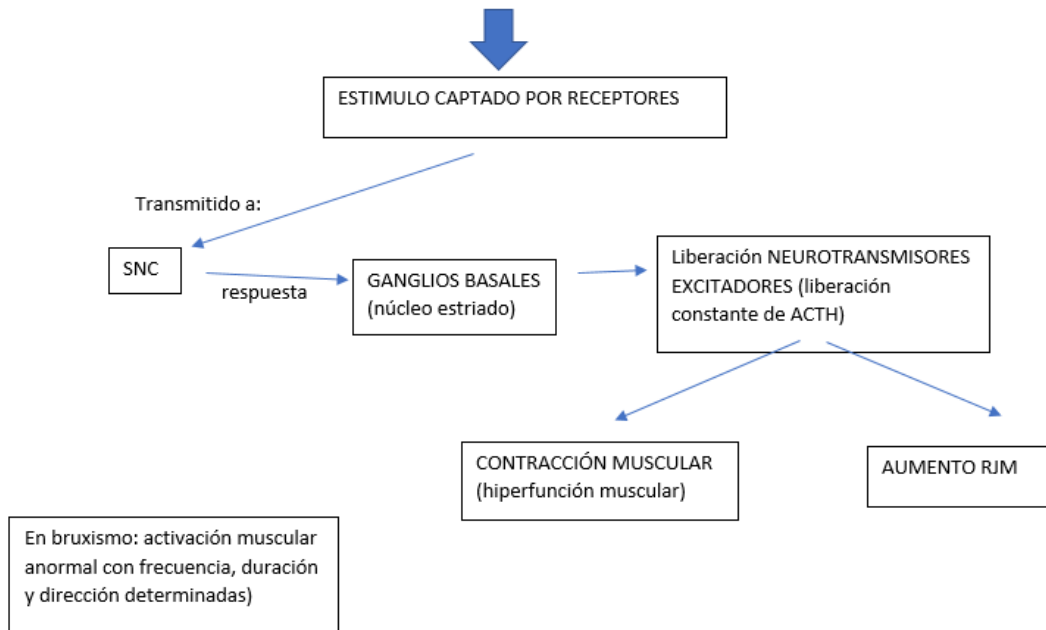 ESTIMULO CAPTADO POR RECEPTORES
Transmitido a:
SNC
respuesta
GANGLIOS BASALES
(núcleo estriado)
Liberación NEUROTRANSMISORES
EXCITADORES (liberación
constante de ACTH)
CONTRACCIÓN MUSCULAR
(hiperfunción muscular)
AUMENTO RJM
En bruxismo: activación muscular
anormal con frecuencia, duración
y dirección determinadas)